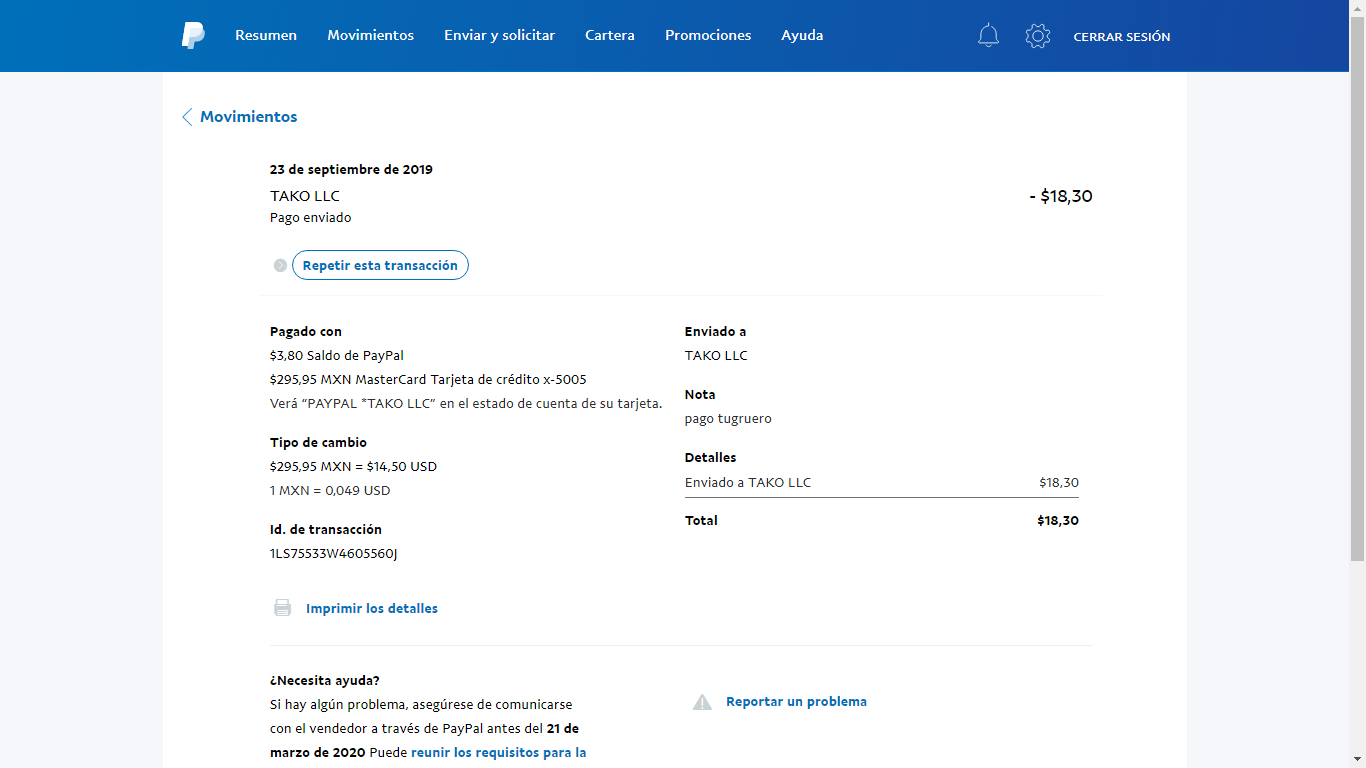 Resumen Movimientos Enviar y solicitar Cartera Promociones Ayuda CERRAR SESIÓN
Movimientos
23 de septiembre de 2019
TAKO LLC - $18,30
Pago enviado
Repetir esta transacción
Pagado con
$3,80 Saldo de PayPal
$295,95 MXN MasterCard Tarjeta de crédito x-5005
Verá “PAYPAL *TAKO LLC” en el estado de cuenta de su tarjeta.
Tipo de cambio
$295,95 MXN = $14,50 USD
1 MXN = 0,049 USD
Id. de transacción
1LS75533W4605560J
Imprimir los detalles
Enviado a
TAKO LLC
Nota
pago tugruero
Detalles
Enviado a TAKO LLC $18,30
Total $18,30
¿Necesita ayuda?
Si hay algún problema, asegúrese de comunicarse
con el vendedor a través de PayPal antes del 21 de
marzo de 2020 Puede reunir los requisitos para la
Reportar un problema